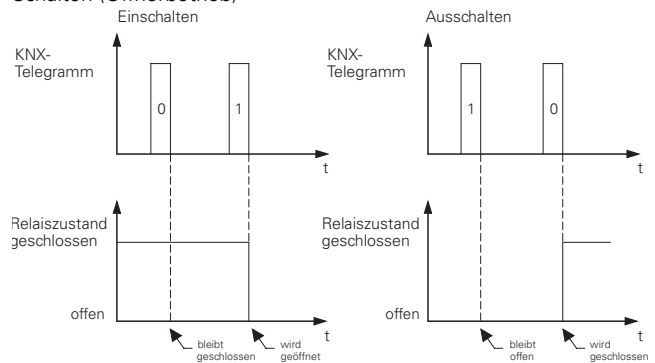 Schalten (Öffnerbetrieb)
Einschalten
KNX-
Telegramm
0
1
t
Relaiszustand
geschlossen
offen
t
bleibt
geschlossen
wird
geöffnet
Ausschalten
KNX-
Telegramm
1
0
t
Relaiszustand
geschlossen
offen
t
bleibt
offen
wird
geschlossen